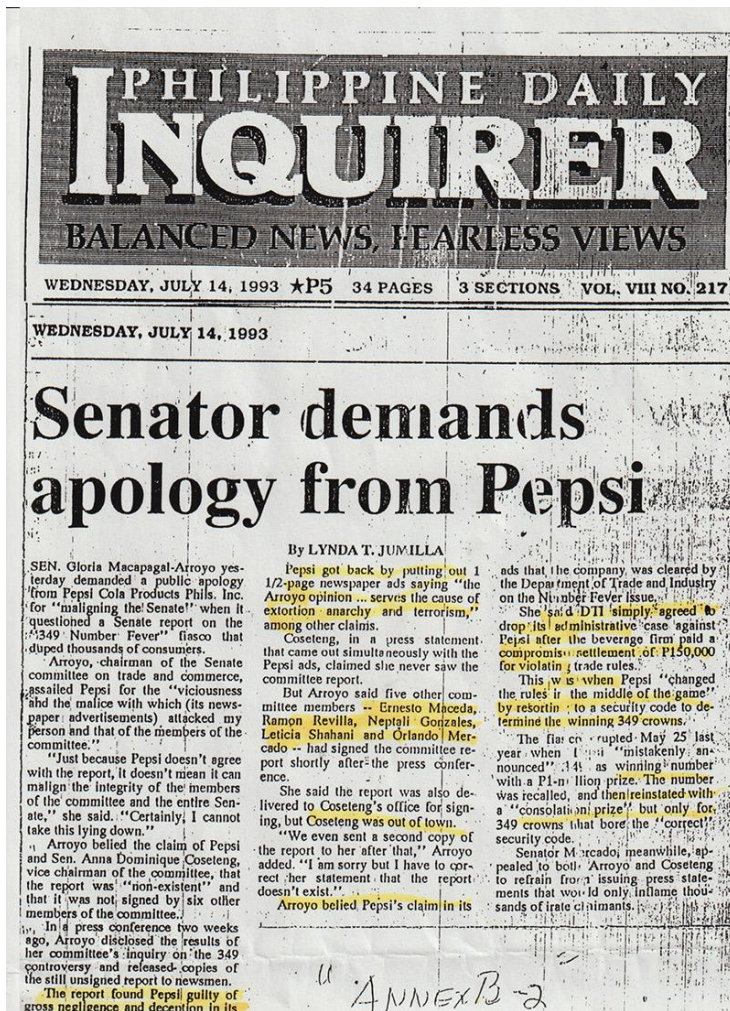 PHILIPPINE DAILY
INQUIRER
BALANCED NEWS, FEARLESS VIEWS
WEDNESDAY, JULY 14, 1993 ★P5 34 PAGES 3 SECTIONS VOL. VIII NO. 217
WEDNESDAY, JULY 14, 1993
Senator demands
apology from Pepsi
By LYNDA T. JUMILLA
SEN. Gloria Macapagal-Arroyo yes-
terday demanded a public apology
from Pepsi Cola Products Phils. Inc.
for "maligning the Senate" when it
questioned a Senate report on the
"349 Number Fever" fiasco that
duped thousands of consumers.
Arroyo, chairman of the Senate
committee on trade and commerce,
assailed Pepsi for the "viciousness
and the malice with which (its news-
paper advertisements) attacked my
person and that of the members of the
committee."
"Just because Pepsi doesn't agree
with the report, it doesn't mean it can
malign the integrity of the members
of the committee and the entire Sen-
ate," she said. "Certainly, I cannot
take this lying down."
Arroyo belied the claim of Pepsi
and Sen. Anna Dominique Coseteng,
vice chairman of the committee, that
the report was "non-existent" and
that it was not signed by six other
members of the committee.
In a press conference two weeks
ago, Arroyo disclosed the results of
her committee's inquiry on the 349
controversy and released copies of
the still unsigned report to newsmen.
The report found Pepsi guilty of
gross negligence and deception in its
Pepsi got back by putting out 1
1/2-page newspaper ads saying "the
Arroyo opinion ... serves the cause of
extortion anarchy and terrorism,"
among other claims.
Coseteng, in a press statement
that came out simultaneously with the
Pepsi ads, claimed she never saw the
committee report.
But Arroyo said five other com-
mittee members -- Ernesto Maceda,
Ramon Revilla, Neptali Gonzales,
Leticia Shahani and Orlando Mer-
cado -- had signed the committee re-
port shortly after the press confer-
ence.
She said the report was also de-
livered to Coseteng's office for sign-
ing, but Coseteng was out of town.
"We even sent a second copy of
the report to her after that," Arroyo
added. "I am sorry but I have to cor-
rect her statement that the report
doesn't exist."
Arroyo belied Pepsi's claim in its
ads that the company was cleared by
the Department of Trade and Industry
on the Number Fever issue.
She said DTI simply agreed to
drop its administrative case against
Pepsi after the beverage firm paid a
compromise settlement of P150,000
for violating trade rules.
This was when Pepsi "changed
the rules in the middle of the game"
by resorting to a security code to de-
termine the winning 349 crowns.
The fiasco erupted May 25 last
year when "mistakenly an-
nounced" 349 as winning number
with a P1-million prize. The number
was recalled, and then reinstated with
a "consolation prize" but only for
349 crowns that bore the "correct"
security code.
Senator Mercado, meanwhile, ap-
pealed to both Arroyo and Coseteng
to refrain from issuing press state-
ments that would only inflame thou-
sands of irate claimants.
"ANNEX B-2